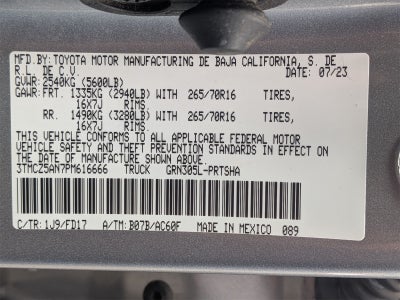 MFD.BY:TOYOTA MOTOR MANUFACTURING DE BAJA CALIFORNIA, S. DE
R.L. DE C.V. DATE: 07/23
GVWR: 2540KG (5600LB)
GAWR:FRT. 1335KG (2940LB) WITH 265/70R16 TIRES,
16X7J RIMS,
RR. 1490KG (3280LB) WITH 265/70R16 TIRES,
16X7J RIMS.
THIS VEHICLE CONFORMS TO ALL APPLICABLE FEDERAL MOTOR
VEHICLE SAFETY AND THEFT PREVENTION STANDARDS IN EFFECT
ON THE DATE OF MANUFACTURE SHOWN ABOVE.
3TMCZ5AN7PM616666 TRUCK GRN305L-PRTSHA
C/TR: 1J9/FD17 A/TM: B07B/AC60F MADE IN MEXICO 089